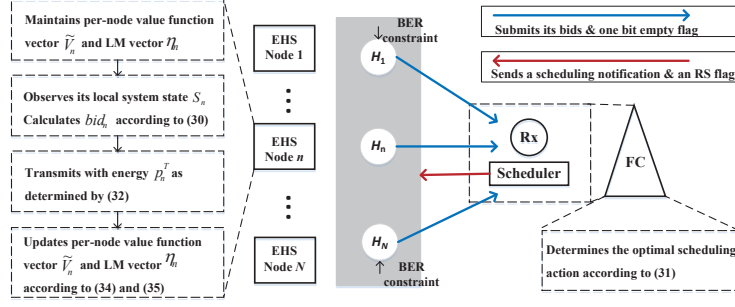 Maintains per-node value function
vector Ṽn and LM vector ηn
Observes its local system state Sn
Calculates bidn according to (30)
Transmits with energy pnT as
determined by (32)
Updates per-node value function
vector Ṽn and LM vector ηn
according to (34) and (35)
EHS
Node 1
EHS
Node n
EHS
Node N
BER
constraint
H1
Hn
HN
BER
constraint
Submits its bids & one bit empty flag
Sends a scheduling notification & an RS flag
Rx
Scheduler
FC
Determines the optimal scheduling
action according to (31)